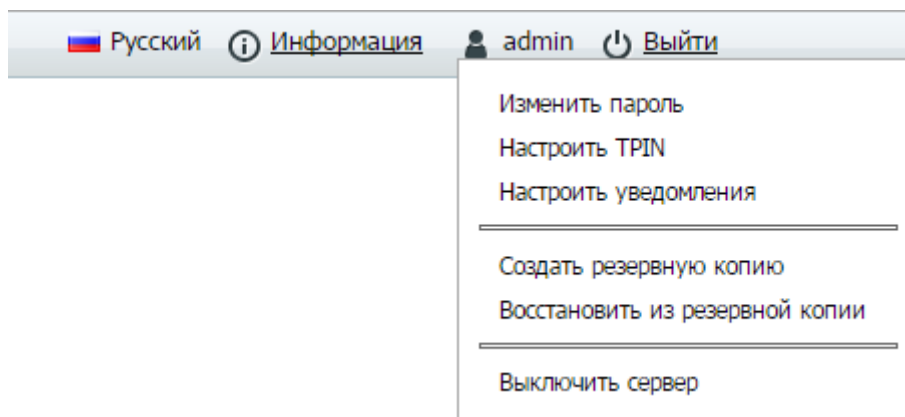 Русский Информация admin Выйти
Изменить пароль
Настроить TPIN
Настроить уведомления
Создать резервную копию
Восстановить из резервной копии
Выключить сервер